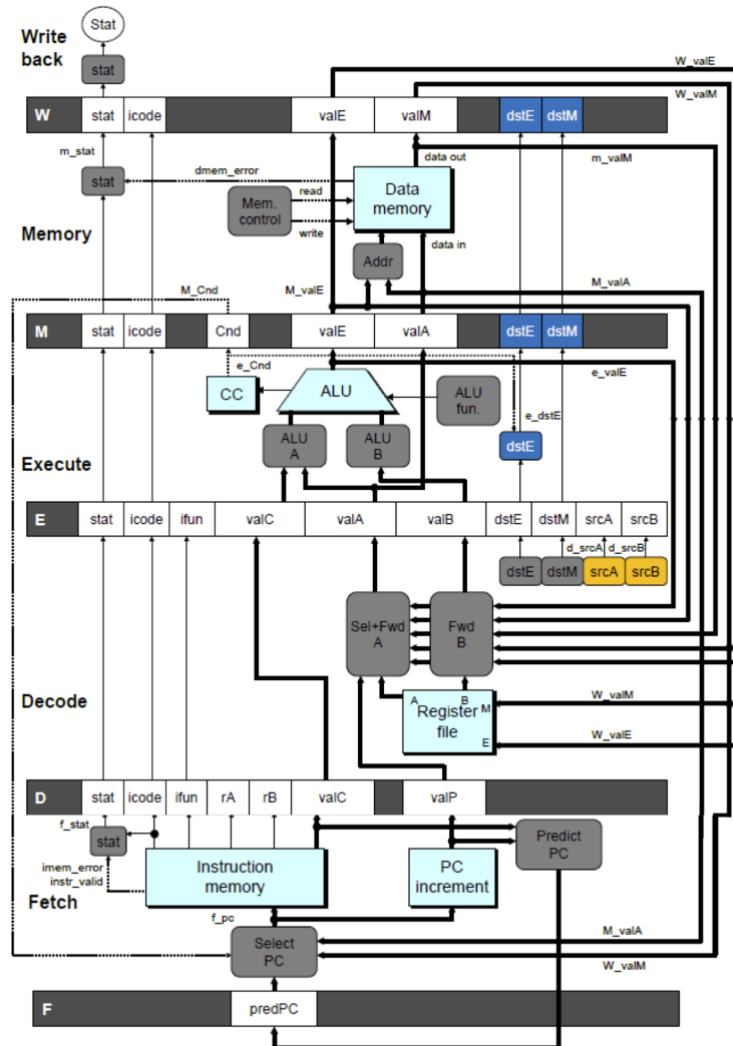 Stat
Write
back
stat
W_valE
W_valM
W
stat
icode
valE
valM
dstE
dstM
m_stat
data out
m_valM
stat
dmem_error
read
Mem.
control
write
Data
memory
Memory
data in
Addr
M_Cnd
M_valE
M_valA
M
stat
icode
Cnd
valE
valA
dstE
dstM
e_Cnd
e_valE
CC
ALU
ALU
fun.
e_dstE
ALU
A
ALU
B
dstE
Execute
E
stat
icode
ifun
valC
valA
valB
dstE
dstM
srcA
srcB
d_srcA
d_srcB
dstE
dstM
srcA
srcB
Sel+Fwd
A
Fwd
B
Decode
A
B
M
Register
file
E
W_valM
W_valE
D
stat
icode
ifun
rA
rB
valC
valP
f_stat
stat
Predict
PC
imem_error
instr_valid
Instruction
memory
PC
increment
Fetch
f_pc
M_valA
Select
PC
W_valM
F
predPC